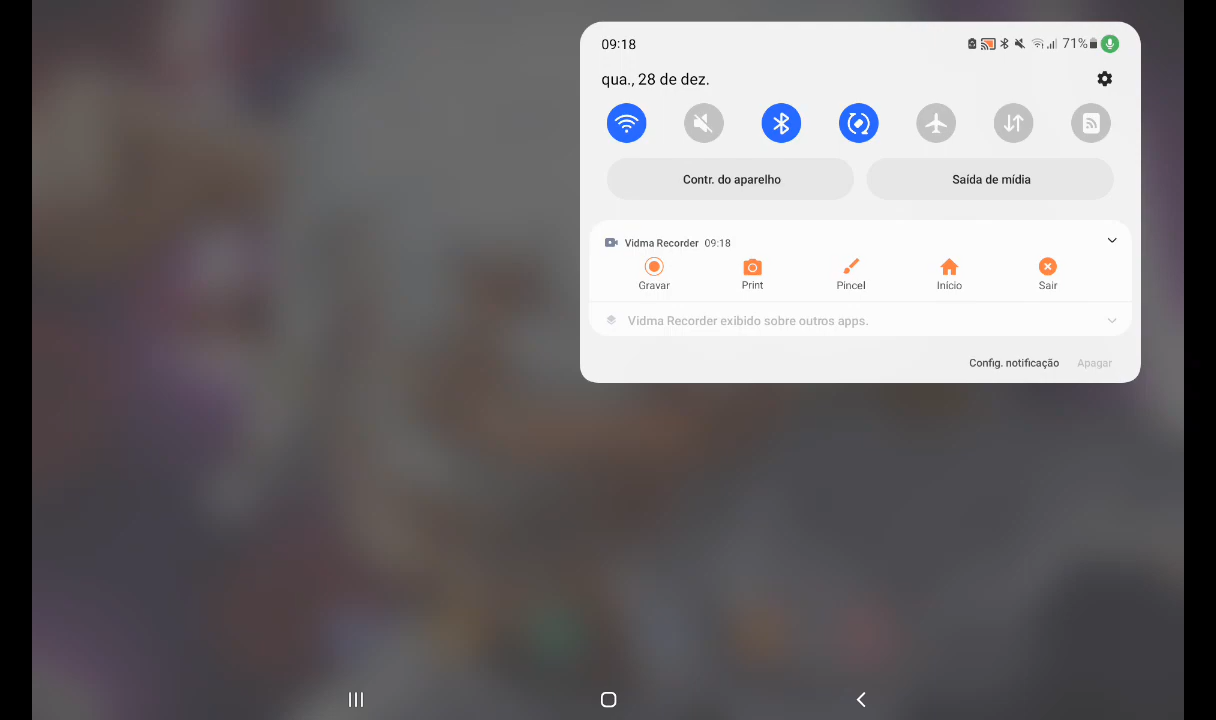 09:18
71%
qua., 28 de dez.
Contr. do aparelho
Saída de mídia
Vidma Recorder 09:18
Gravar
Print
Pincel
Início
Sair
Vidma Recorder exibido sobre outros apps.
Config. notificação
Apagar